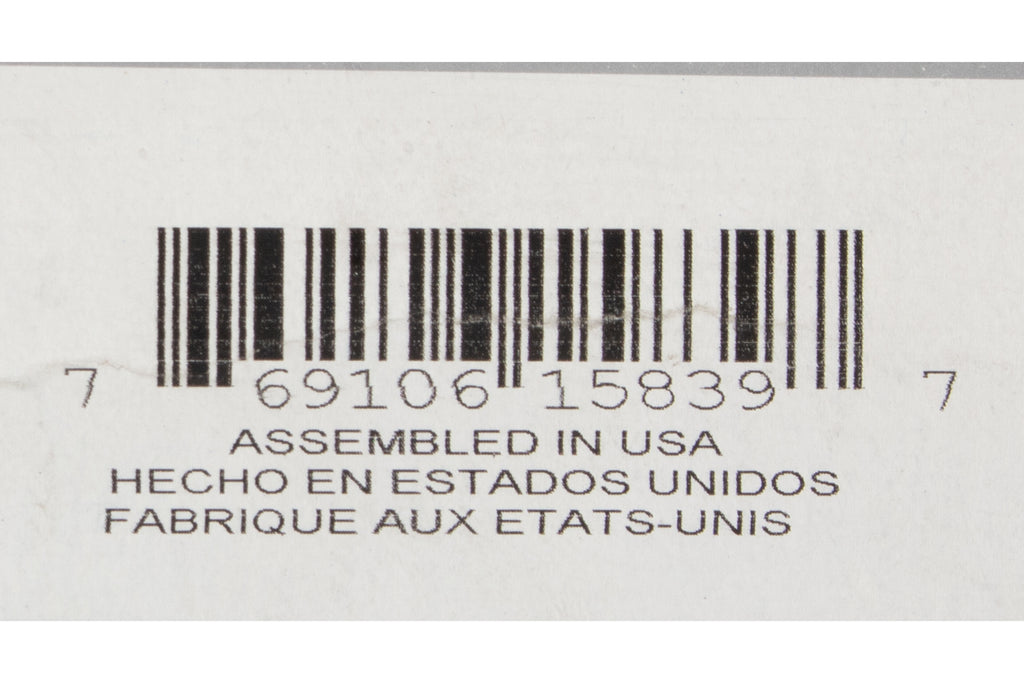 7 69106 15839 7
ASSEMBLED IN USA
HECHO EN ESTADOS UNIDOS
FABRIQUE AUX ETATS-UNIS